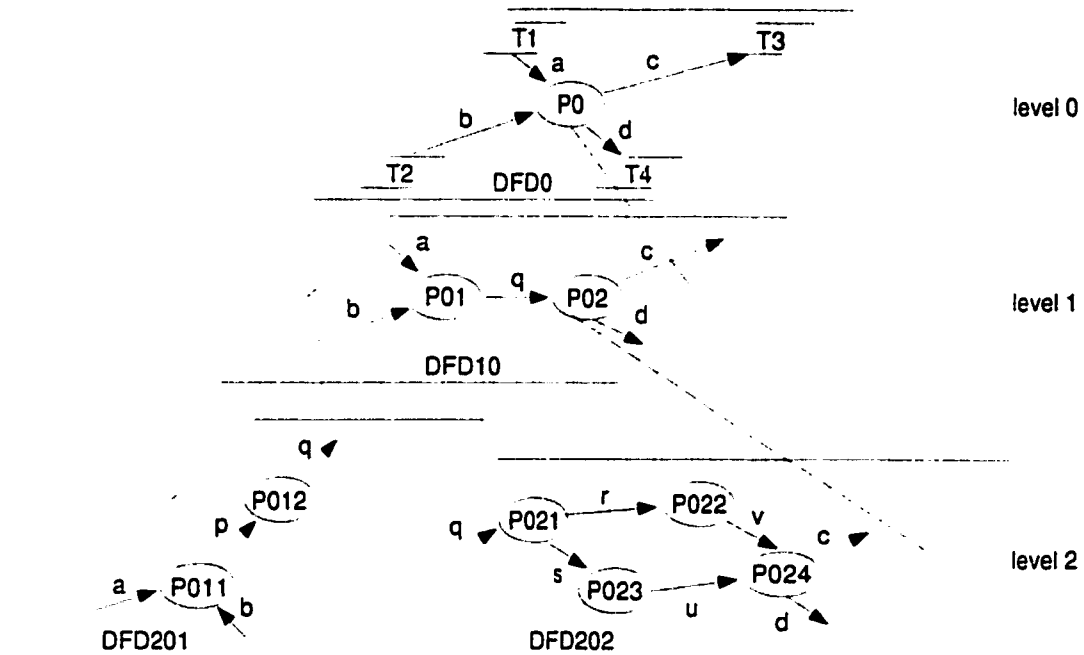 T1
T3
a
c
P0
level 0
b
d
T2
T4
DFD0
a
c
q
P01
P02
level 1
b
d
DFD10
q
P012
r
P022
p
q
P021
v
c
level 2
a
P011
s
P023
P024
b
u
d
DFD201
DFD202